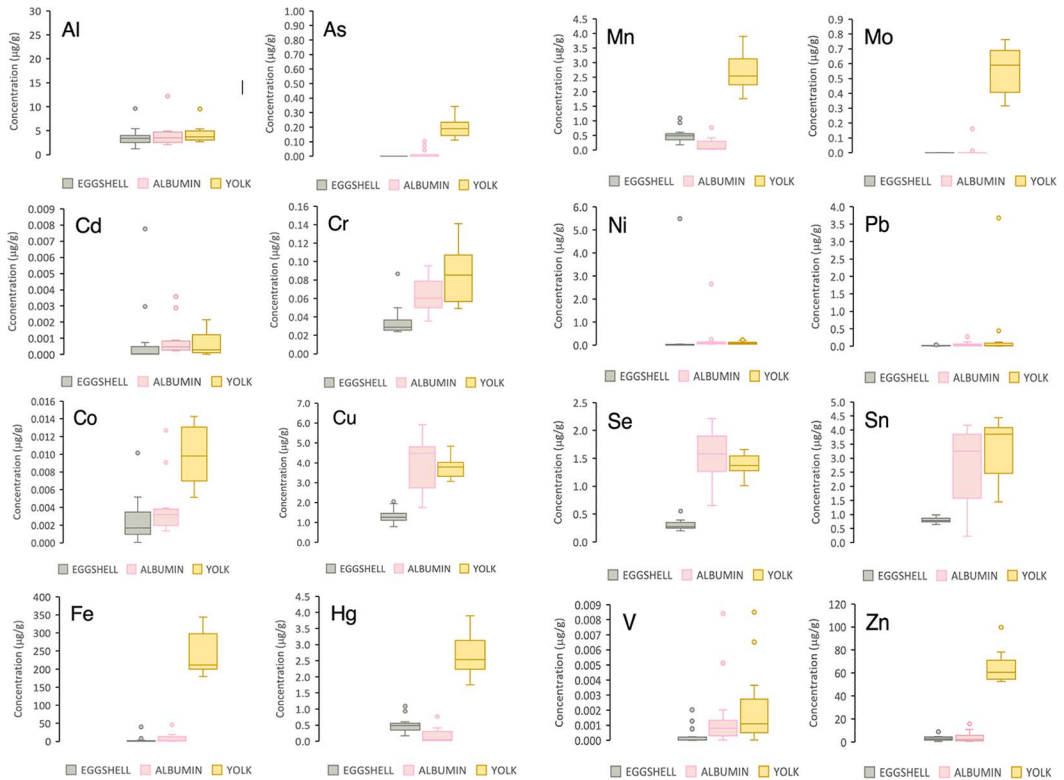 Al
Concentration (µg/g)
30
25
20
15
10
5
0
EGGSHELL ALBUMIN YOLK
As
Concentration (µg/g)
1.00
0.80
0.60
0.40
0.20
0.00
EGGSHELL ALBUMIN YOLK
Mn
Concentration (µg/g)
4.5
4.0
3.5
3.0
2.5
2.0
1.5
1.0
0.5
0.0
EGGSHELL ALBUMIN YOLK
Mo
Concentration (µg/g)
0.9
0.8
0.7
0.6
0.5
0.4
0.3
0.2
0.1
0.0
EGGSHELL ALBUMIN YOLK
Cd
Cconentration (µg/g)
0.009
0.008
0.007
0.006
0.005
0.004
0.003
0.002
0.001
0.000
EGGSHELL ALBUMIN YOLK
Cr
Concentration (µg/g)
0.16
0.14
0.12
0.10
0.08
0.06
0.04
0.02
0.00
EGGSHELL ALBUMIN YOLK
Ni
Concentration (µg/g)
6.0
5.0
4.0
3.0
2.0
1.0
0.0
EGGSHELL ALBUMIN YOLK
Pb
Concentration (µg/g)
4.0
3.5
3.0
2.5
2.0
1.5
1.0
0.5
0.0
EGGSHELL ALBUMIN YOLK
Co
Concentration (µg/g)
0.016
0.014
0.012
0.010
0.008
0.006
0.004
0.002
0.000
EGGSHELL ALBUMIN YOLK
Cu
Concentration (µg/g)
7.0
6.0
5.0
4.0
3.0
2.0
1.0
0.0
EGGSHELL ALBUMIN YOLK
Se
Concentration (µg/g)
2.5
2.0
1.5
1.0
0.5
0.0
EGGSHELL ALBUMIN YOLK
Sn
Concentration (µg/g)
5.0
4.5
4.0
3.5
3.0
2.5
2.0
1.5
1.0
0.5
0.0
EGGSHELL ALBUMIN YOLK
Fe
Concentration (µg/g)
400
350
300
250
200
150
100
50
0
EGGSHELL ALBUMIN YOLK
Hg
Concentration (µg/g)
4.5
4.0
3.5
3.0
2.5
2.0
1.5
1.0
0.5
0.0
EGGSHELL ALBUMIN YOLK
V
Concentration (µg/g)
0.009
0.008
0.007
0.006
0.005
0.004
0.003
0.002
0.001
0.000
EGGSHELL ALBUMIN YOLK
Zn
Concentration (µg/g)
120
100
80
60
40
20
0
EGGSHELL ALBUMIN YOLK